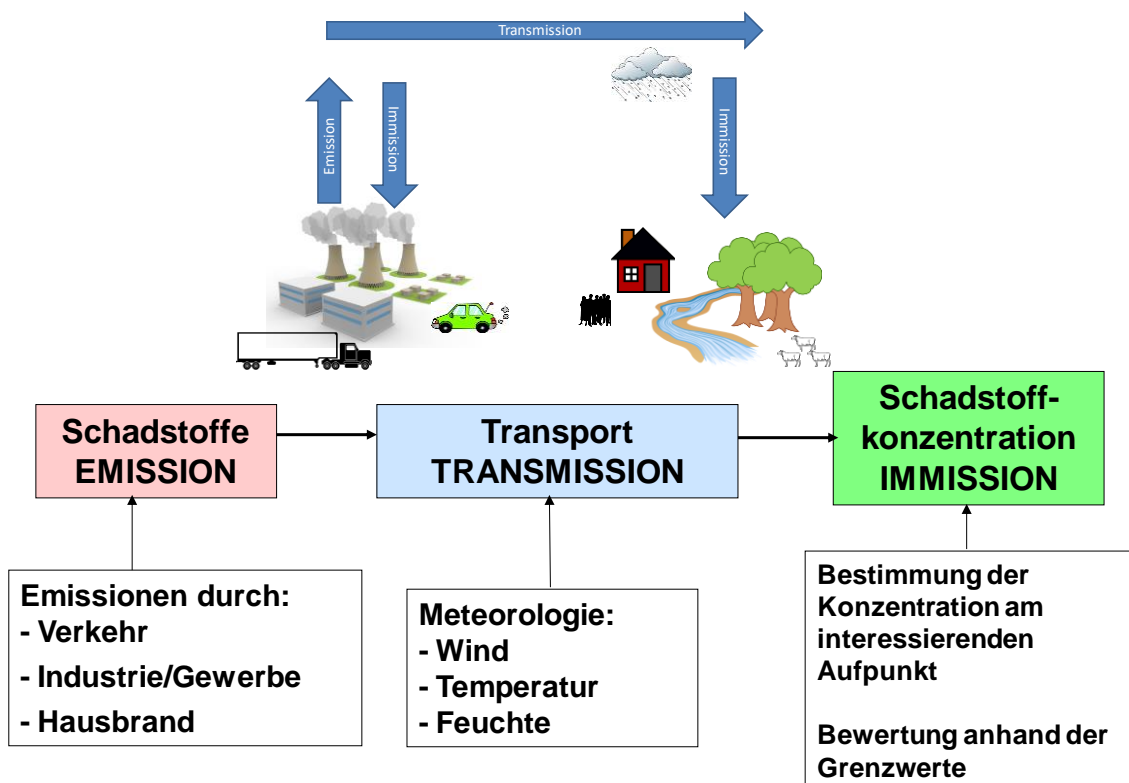 Transmission
Emission
Immission
Immission
Schadstoffe
EMISSION
Transport
TRANSMISSION
Schadstoff-
konzentration
IMMISSION
Emissionen durch:
- Verkehr
- Industrie/Gewerbe
- Hausbrand
Meteorologie:
- Wind
- Temperatur
- Feuchte
Bestimmung der
Konzentration am
interessierenden
Aufpunkt
Bewertung anhand der
Grenzwerte